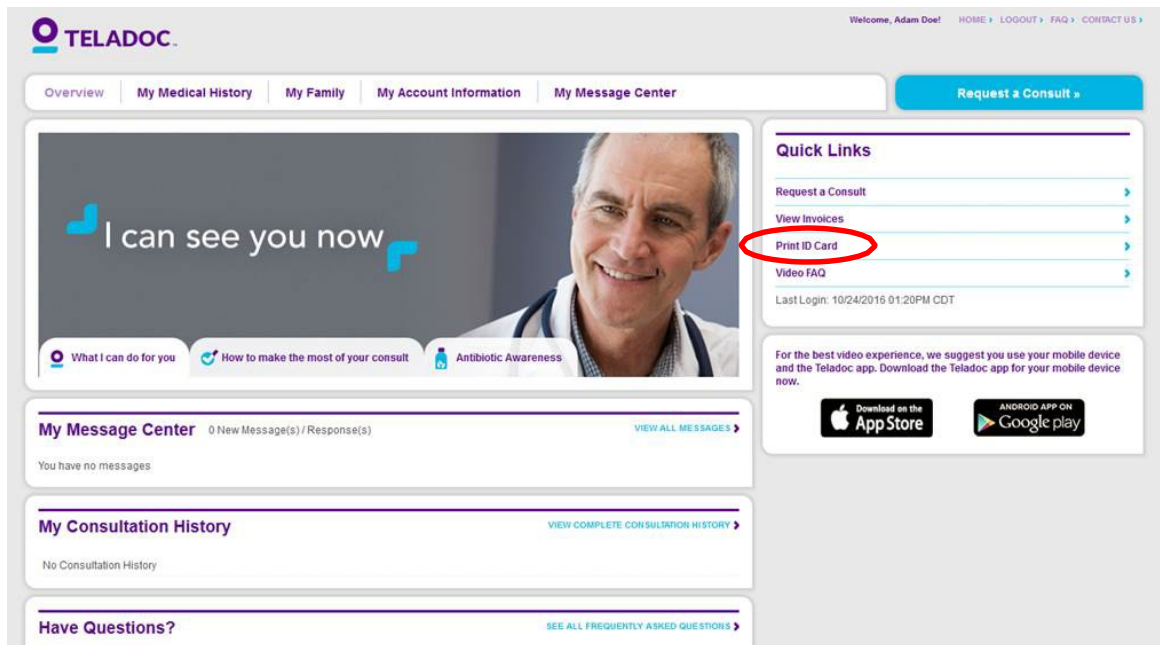 Welcome, Adam Doe! HOME › LOGOUT › FAQ › CONTACT US ›
TELADOC™
Overview My Medical History My Family My Account Information My Message Center Request a Consult »
I can see you now
What I can do for you How to make the most of your consult Antibiotic Awareness
Quick Links
Request a Consult
View Invoices
Print ID Card
Video FAQ
Last Login: 10/24/2016 01:20PM CDT
For the best video experience, we suggest you use your mobile device
and the Teladoc app. Download the Teladoc app for your mobile device
now.
Download on the
App Store
ANDROID APP ON
Google play
My Message Center 0 New Message(s) / Response(s) VIEW ALL MESSAGES
You have no messages
My Consultation History VIEW COMPLETE CONSULTATION HISTORY
No Consultation History
Have Questions? SEE ALL FREQUENTLY ASKED QUESTIONS